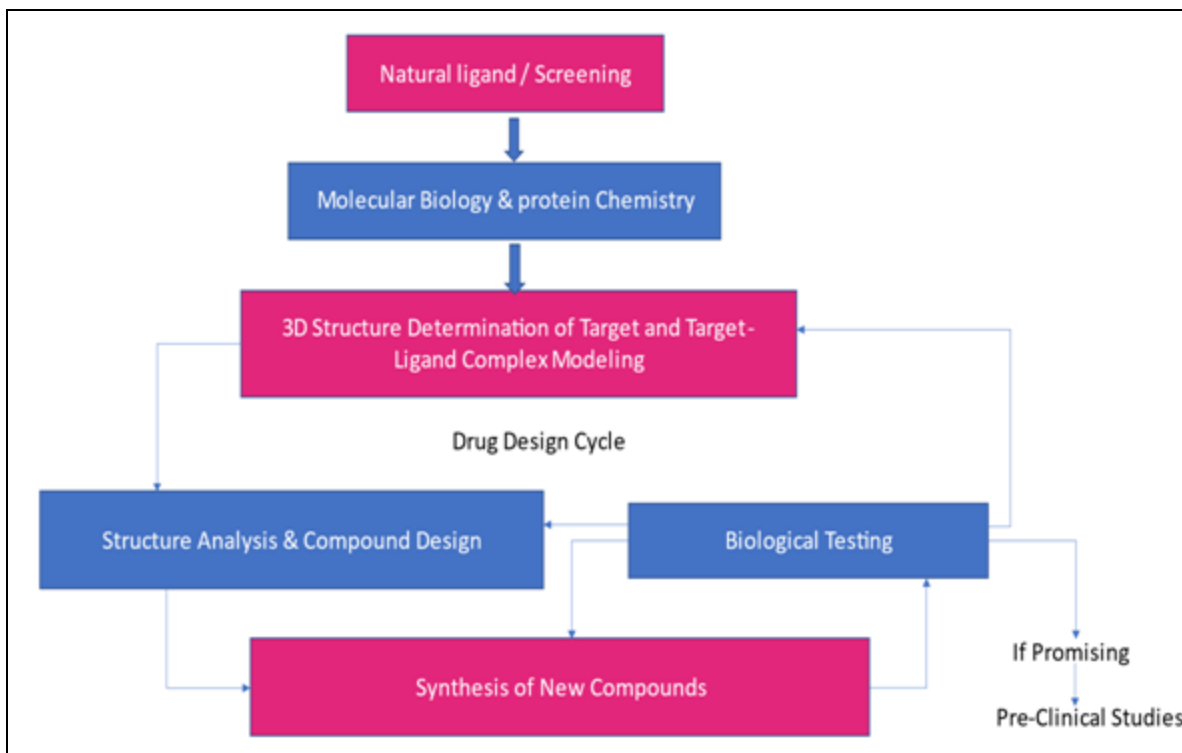 Natural ligand / Screening
Molecular Biology & protein Chemistry
3D Structure Determination of Target and Target-
Ligand Complex Modeling
Drug Design Cycle
Structure Analysis & Compound Design
Biological Testing
Synthesis of New Compounds
If Promising
Pre-Clinical Studies